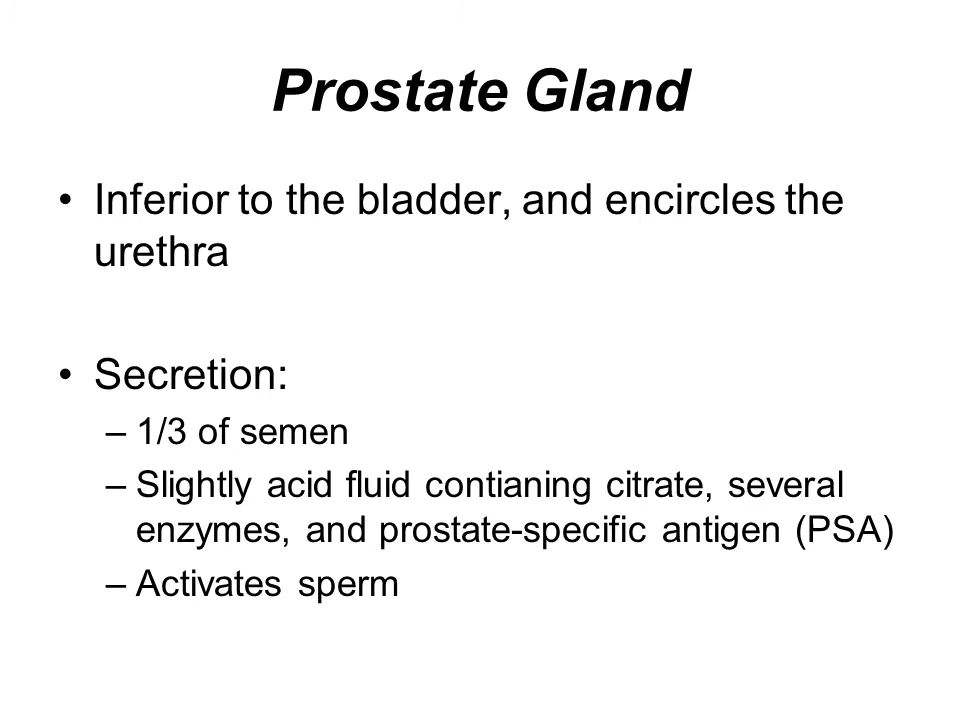 Prostate Gland
• Inferior to the bladder, and encircles the
urethra
• Secretion:
– 1/3 of semen
– Slightly acid fluid contianing citrate, several
enzymes, and prostate-specific antigen (PSA)
– Activates sperm